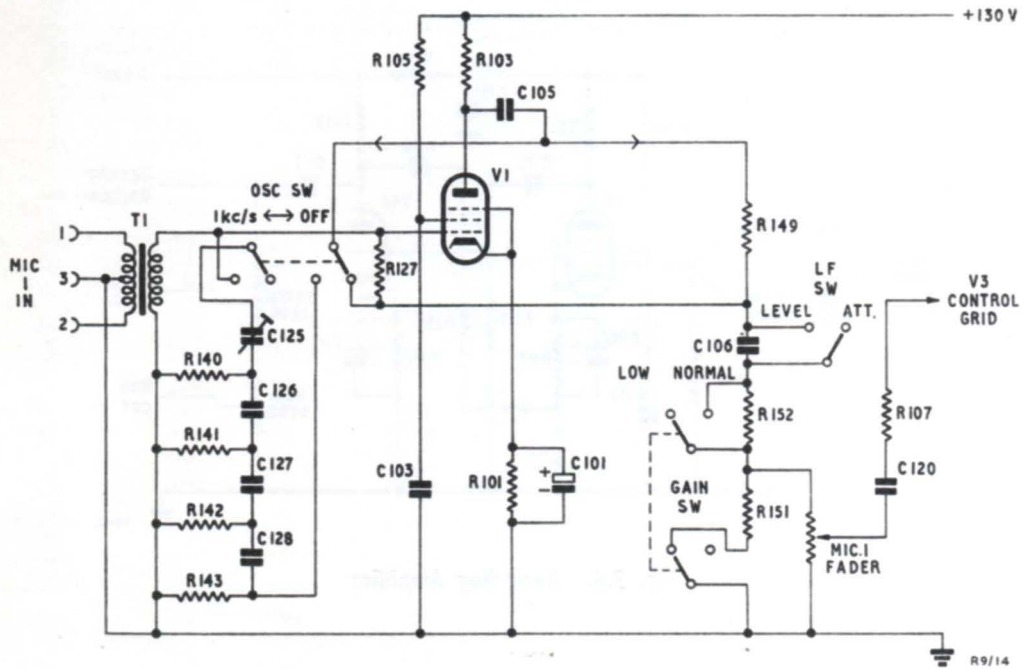 +130 V
R105
R103
C105
V1
OSC SW
1kc/s ↔ OFF
T1
1
3
2
MIC
1
IN
R127
R149
LF
SW
LEVEL
ATT.
V3
CONTROL
GRID
C125
C106
LOW
NORMAL
R140
C126
R152
R107
R141
C127
C103
R101
+
−
C101
GAIN
SW
R151
C120
R142
C128
MIC.1
FADER
R143
R9/14